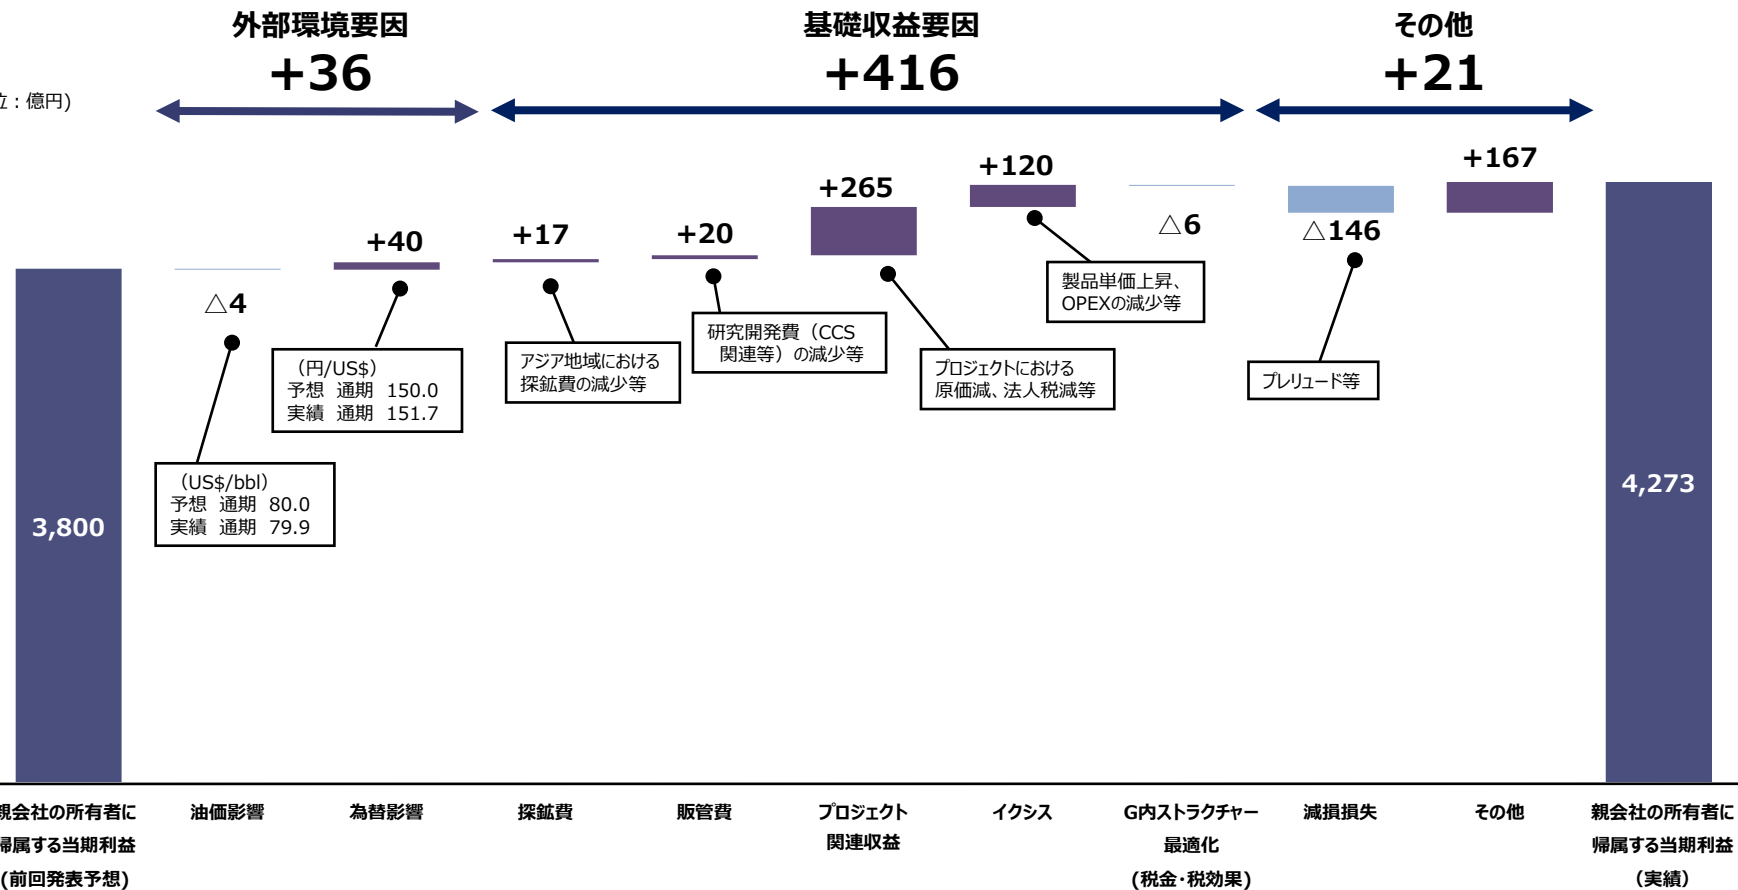 外部環境要因
+36
基礎収益要因
+416
その他
+21
：億円)
+40
+17
+20
+265
+120
△6
△146
+167
△4
(円/US$)
予想 通期 150.0
実績 通期 151.7
(US$/bbl)
予想 通期 80.0
実績 通期 79.9
アジア地域における
探鉱費の減少等
研究開発費（CCS
関連等）の減少等
プロジェクトにおける
原価減、法人税減等
製品単価上昇、
OPEXの減少等
プレリュード等
3,800
4,273
親会社の所有者に
帰属する当期利益
(前回発表予想)
油価影響
為替影響
探鉱費
販管費
プロジェクト
関連収益
イクシス
G内ストラクチャー
最適化
(税金・税効果)
減損損失
その他
親会社の所有者に
帰属する当期利益
（実績）